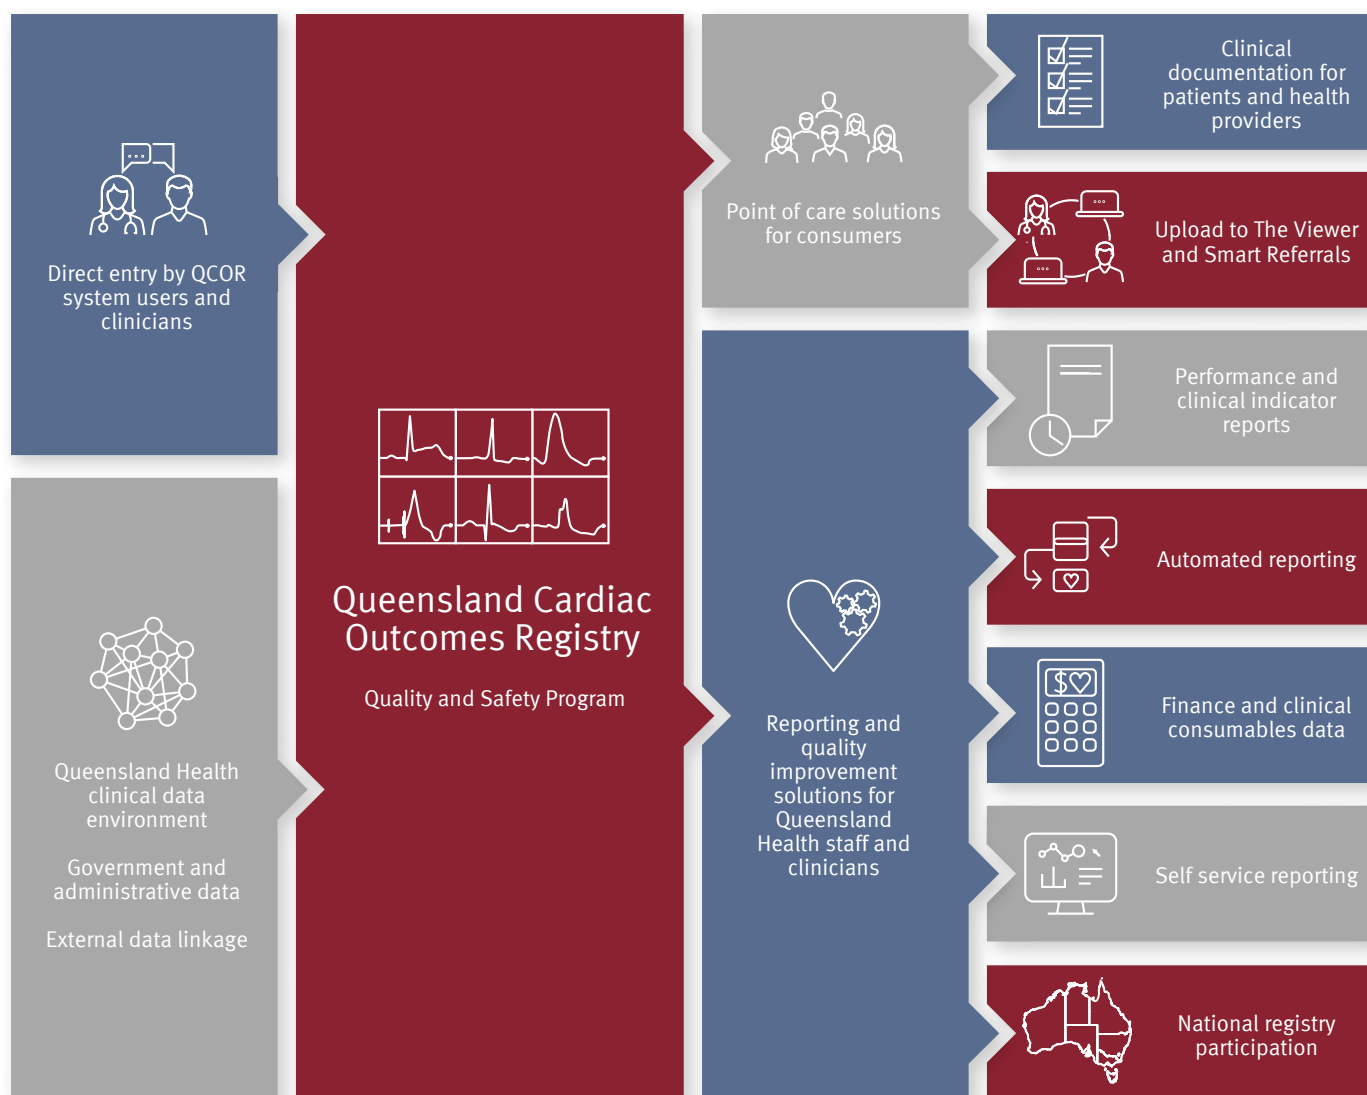 Direct entry by QCOR
system users and
clinicians
Queensland Health
clinical data
environment
Government and
administrative data
External data linkage
Queensland Cardiac
Outcomes Registry
Quality and Safety Program
Point of care solutions
for consumers
Reporting and
quality
improvement
solutions for
Queensland
Health staff and
clinicians
Clinical
documentation for
patients and health
providers
Upload to The Viewer
and Smart Referrals
Performance and
clinical indicator
reports
Automated reporting
$
Finance and clinical
consumables data
Self service reporting
National registry
participation